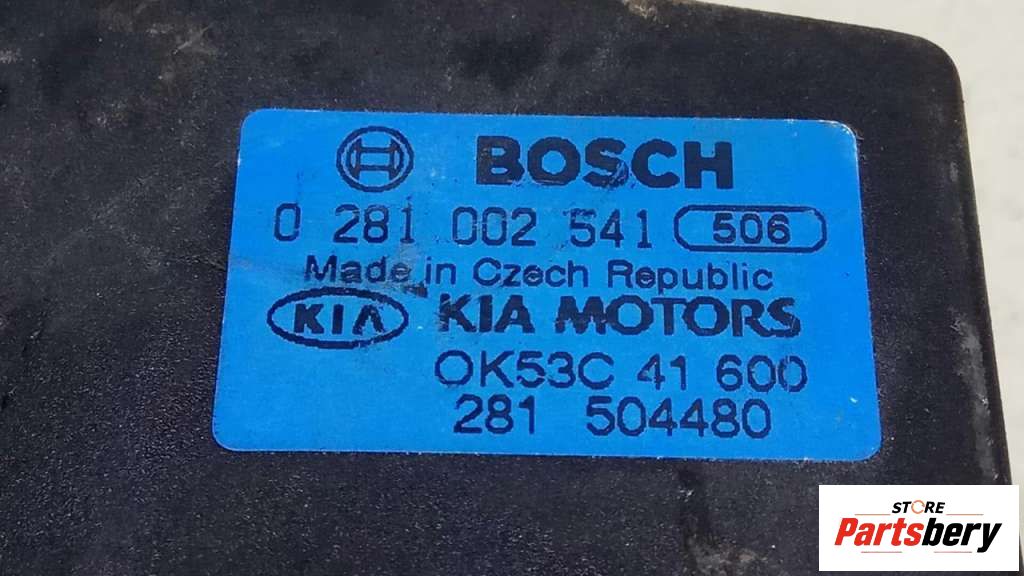 BOSCH
0 281 002 541 506
Made in Czech Republic
KIA KIA MOTORS
0K53C 41 600
281 504480
STORE
Partsbery